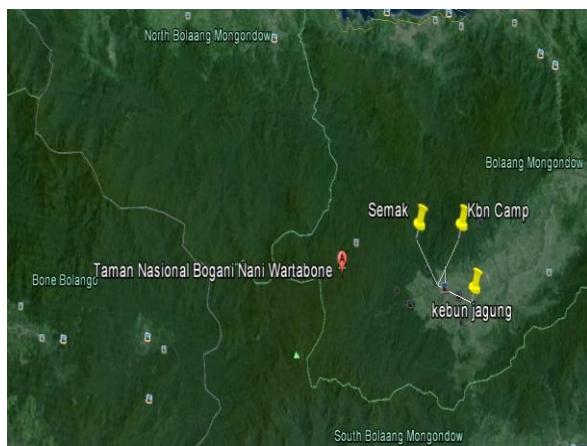 North Bolaang Mongondow
Bolaang Mongondow
Semak
Kbn Camp
A
Taman Nasional Bogani Nani Wartabone
Bone Bolango
kebun jagung
South Bolaang Mongondow